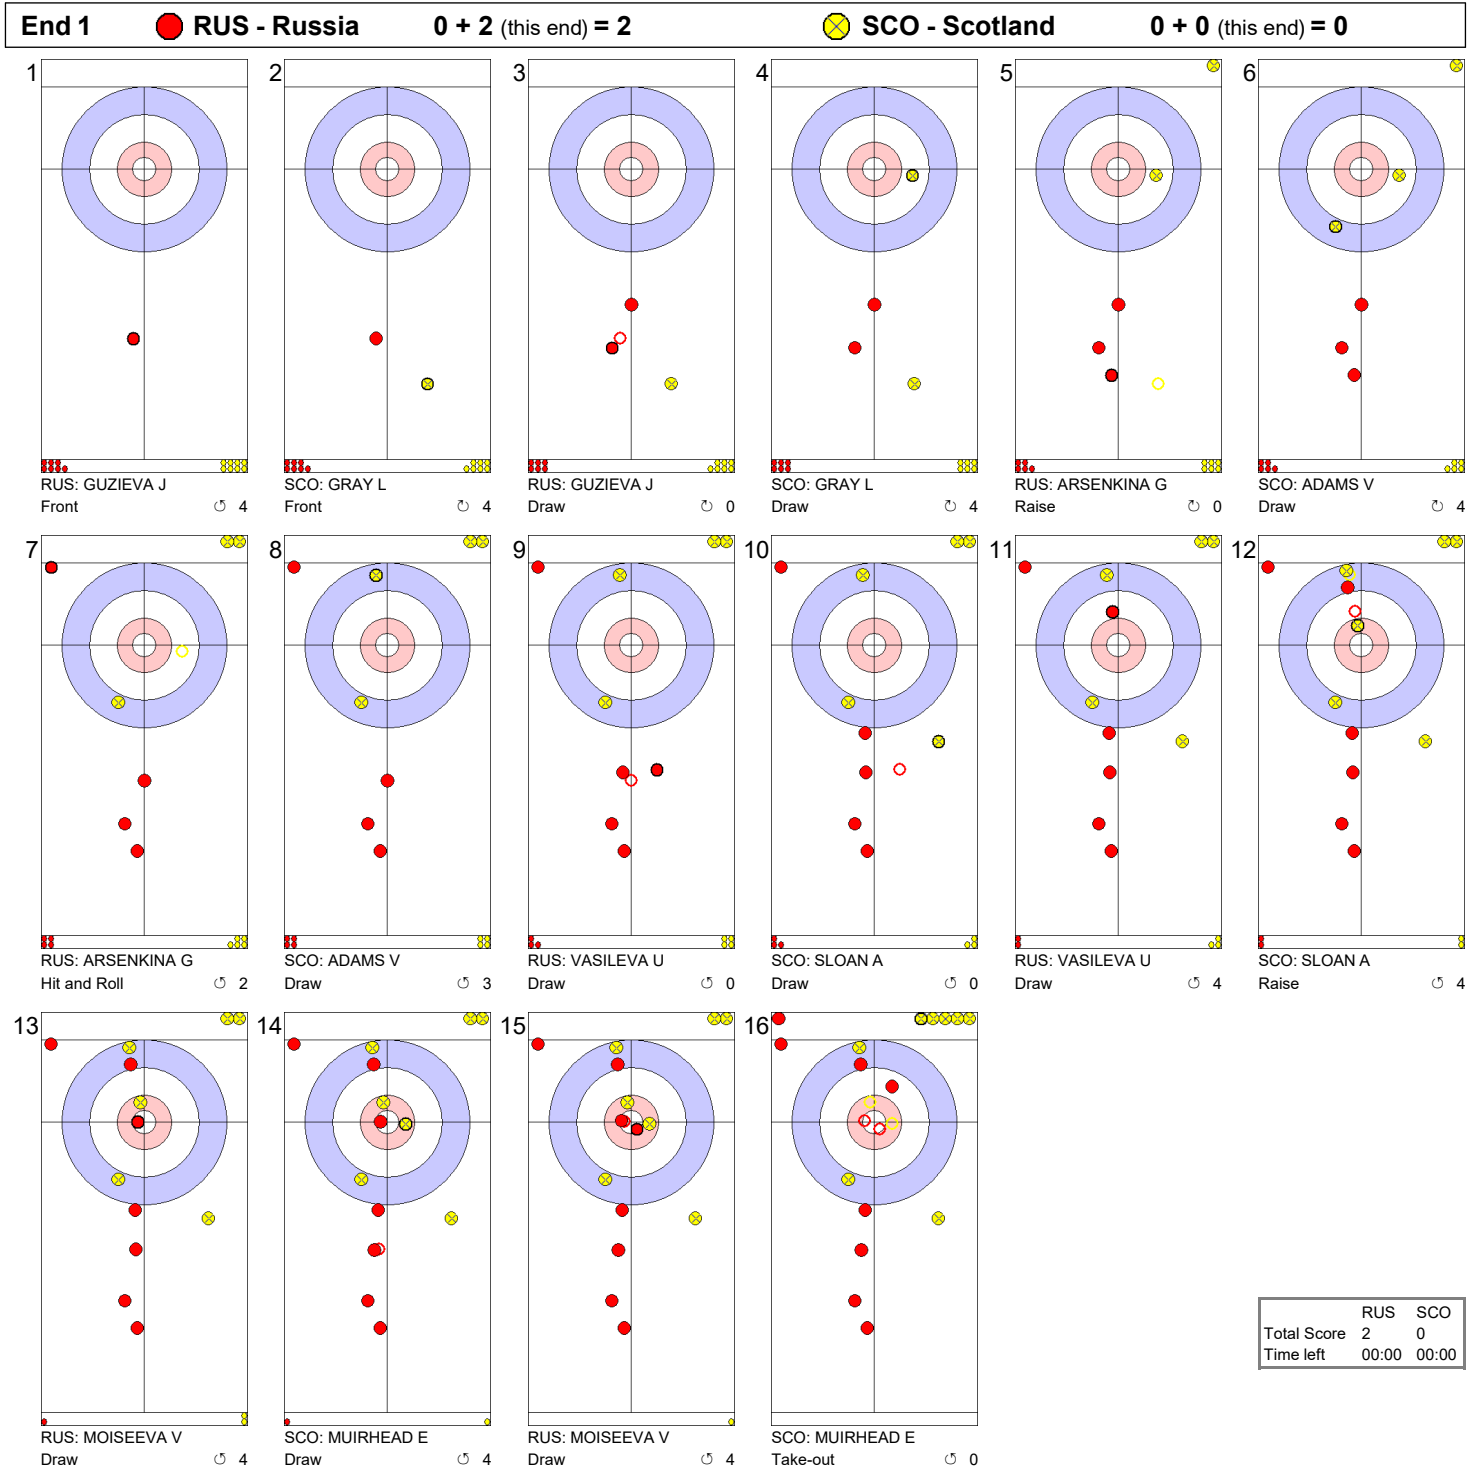 End 1 RUS - Russia 0 + 2 (this end) = 2 SCO - Scotland 0 + 0 (this end) = 0
1 2 3 4 5 6
RUS: GUZIEVA J SCO: GRAY L RUS: GUZIEVA J SCO: GRAY L RUS: ARSENKINA G SCO: ADAMS V
Front ↺ 4 Front ↻ 4 Draw ↻ 0 Draw ↺ 4 Raise ↻ 0 Draw ↺ 4
7 8 9 10 11 12
RUS: ARSENKINA G SCO: ADAMS V RUS: VASILEVA U SCO: SLOAN A RUS: VASILEVA U SCO: SLOAN A
Hit and Roll ↺ 2 Draw ↺ 3 Draw ↺ 0 Draw ↺ 0 Draw ↺ 4 Raise ↺ 4
13 14 15 16
RUS: MOISEEVA V SCO: MUIRHEAD E RUS: MOISEEVA V SCO: MUIRHEAD E
Draw ↺ 4 Draw ↺ 4 Draw ↺ 4 Take-out ↺ 0
RUS SCO
Total Score 2 0
Time left 00:00 00:00